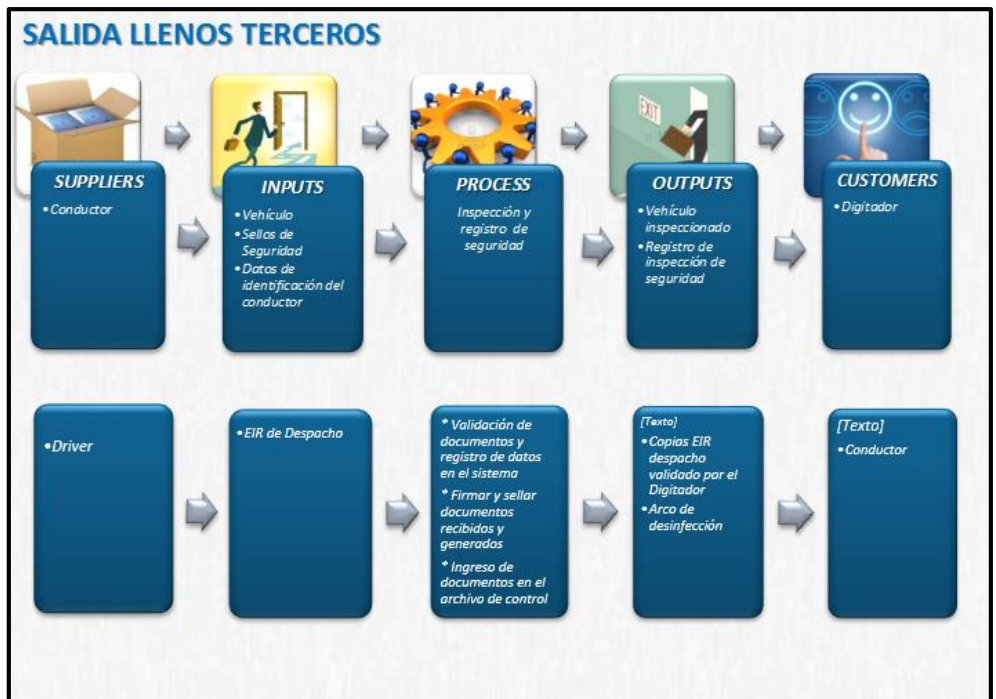 SALIDA LLENOS TERCEROS
EXIT
SUPPLIERS
•Conductor
INPUTS
•Vehículo
•Sellos de
Seguridad
•Datos de
identificación del
conductor
PROCESS
Inspección y
registro de
seguridad
OUTPUTS
•Vehículo
inspeccionado
•Registro de
inspección de
seguridad
CUSTOMERS
•Digitador
•Driver
•EIR de Despacho
* Validación de
documentos y
registro de datos
en el sistema
* Firmar y sellar
documentos
recibidos y
generados
* Ingreso de
documentos en el
archivo de control
[Texto]
•Copias EIR
despacho
validado por el
Digitador
•Arco de
desinfección
[Texto]
•Conductor